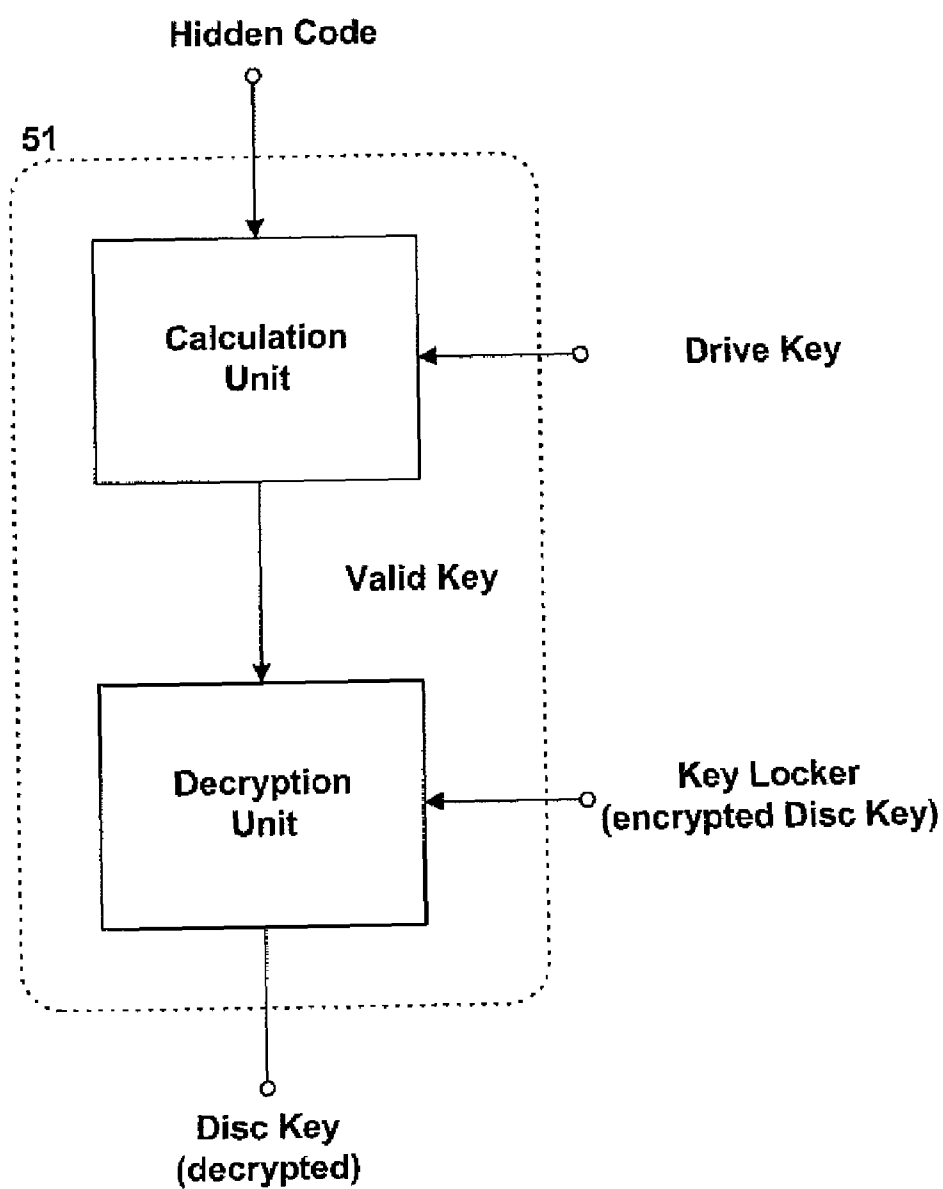 Hidden Code
51
Calculation
Unit
Drive Key
Valid Key
Decryption
Unit
Key Locker
(encrypted Disc Key)
Disc Key
(decrypted)